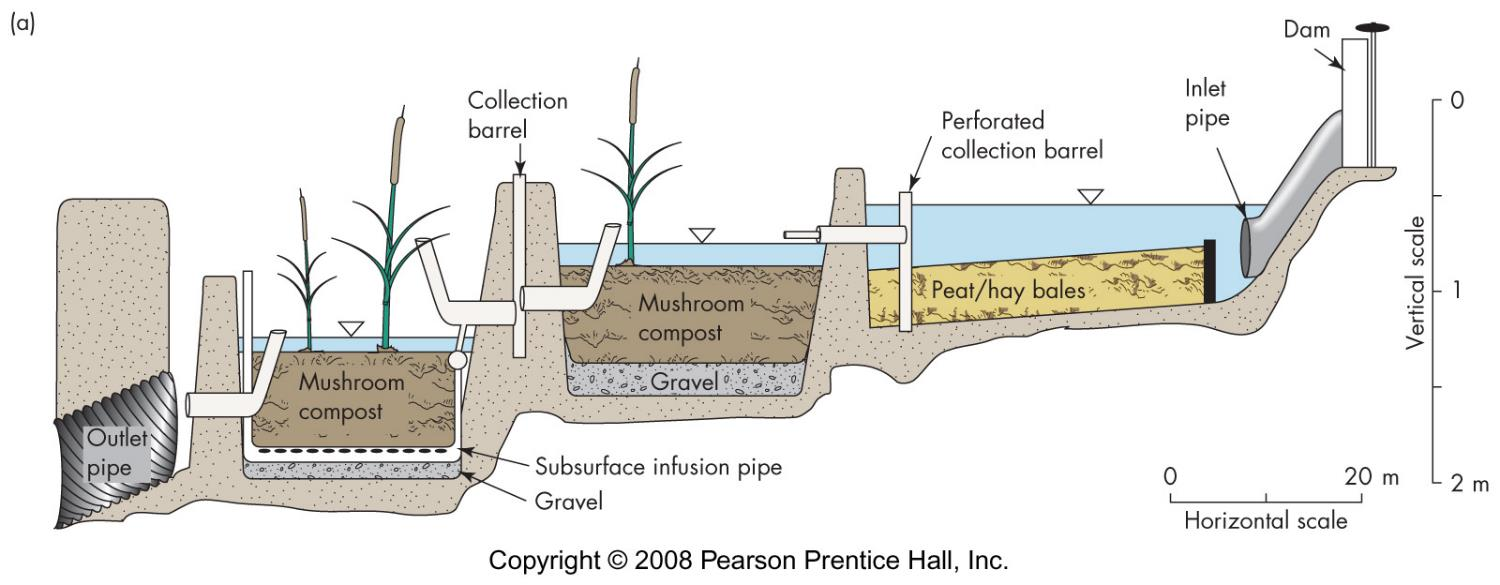 (a)
Dam
Inlet
pipe
Collection
barrel
Perforated
collection barrel
0
1
2 m
Vertical scale
Peat/hay bales
Mushroom
compost
Gravel
Mushroom
compost
Outlet
pipe
Subsurface infusion pipe
Gravel
0 20 m
Horizontal scale
Copyright © 2008 Pearson Prentice Hall, Inc.